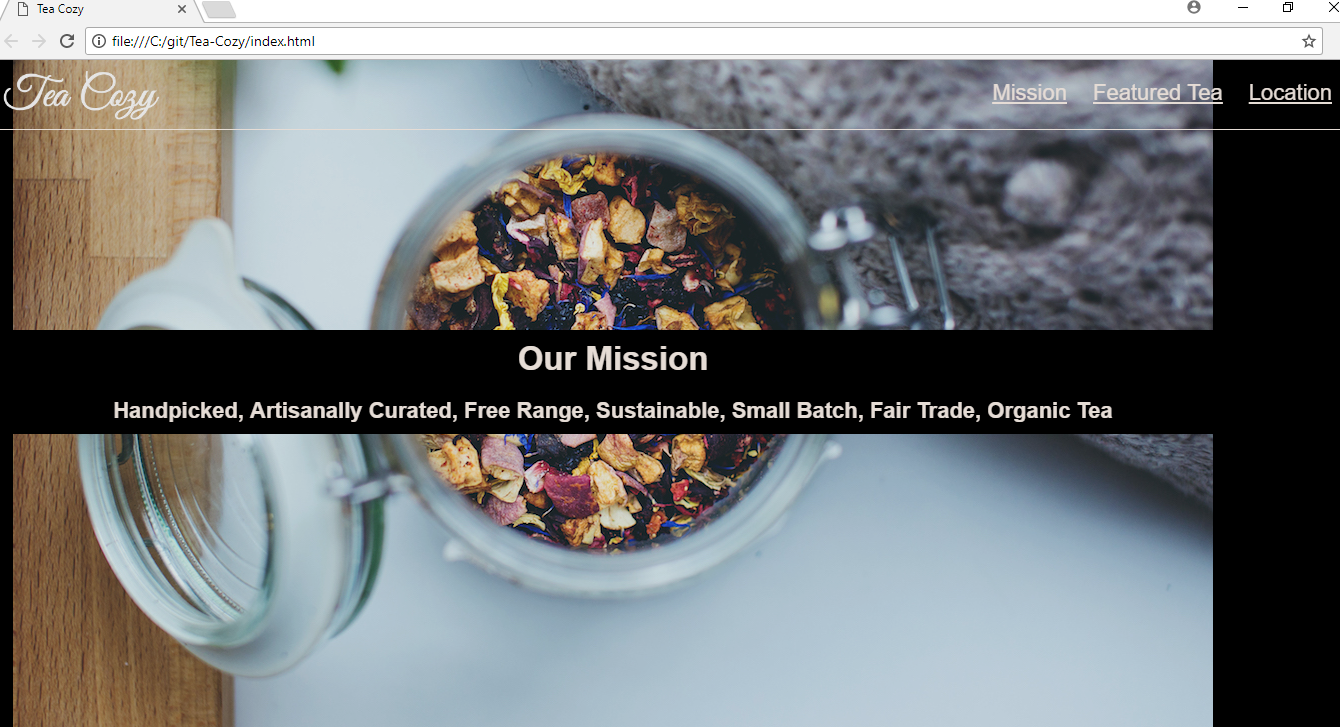 Tea Cozy
file:///C:/git/Tea-Cozy/index.html
Tea Cozy Mission Featured Tea Location
Our Mission
Handpicked, Artisanally Curated, Free Range, Sustainable, Small Batch, Fair Trade, Organic Tea